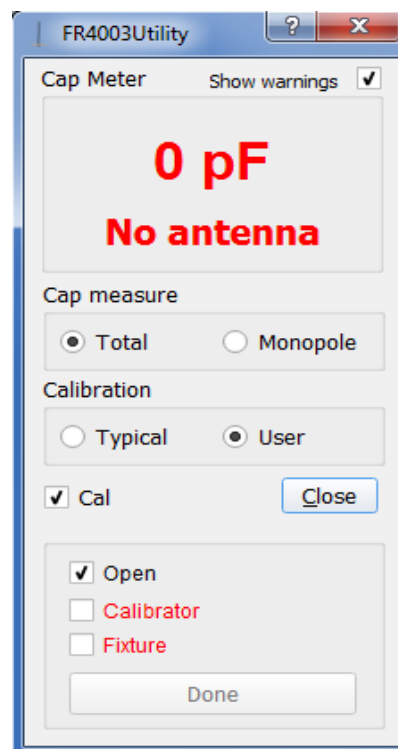 FR4003Utility ? X
Cap Meter Show warnings
0 pF
No antenna
Cap measure
Total Monopole
Calibration
Typical User
Cal Close
Open
Calibrator
Fixture
Done